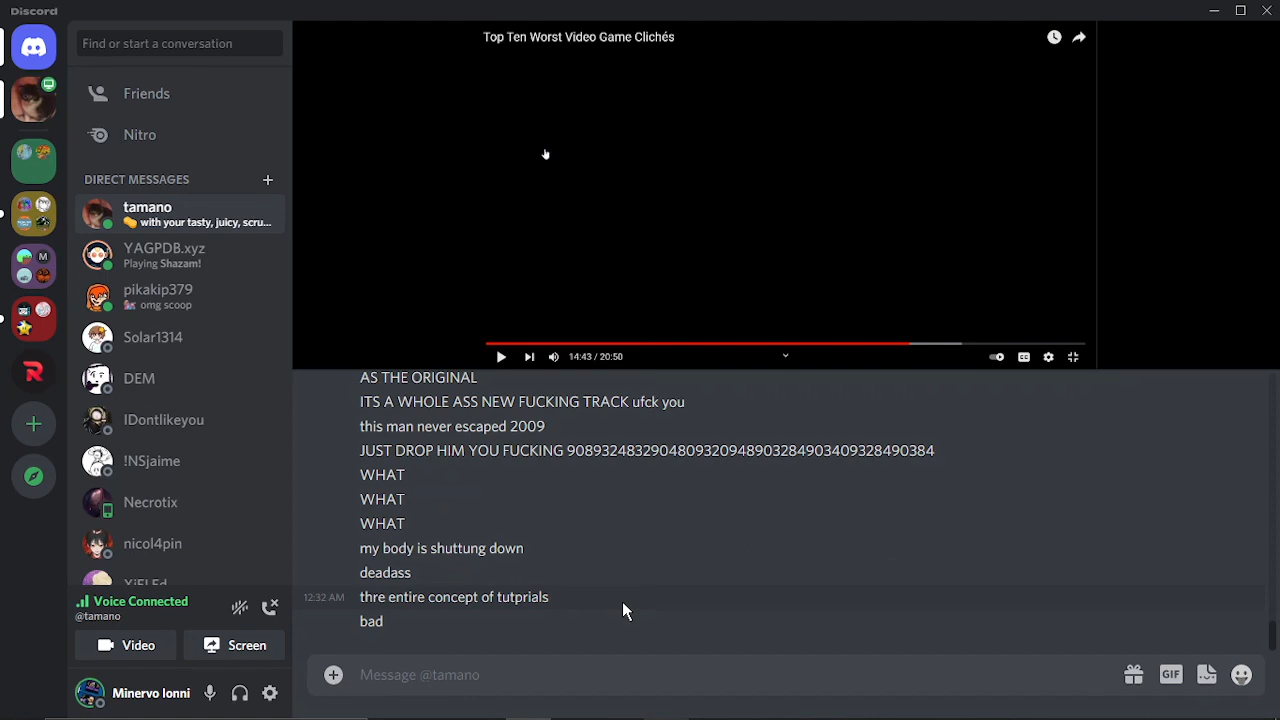 Discord
Find or start a conversation
Friends
Nitro
DIRECT MESSAGES
tamano
with your tasty, juicy, scru...
YAGPDB.xyz
Playing Shazam!
pikakip379
omg scoop
Solar1314
DEM
IDontlikeyou
!NSjaime
Necrotix
nicol4pin
Voice Connected
@tamano
Video
Screen
Minervo Ionni
Top Ten Worst Video Game Clichés
14:43 / 20:50
AS THE ORIGINAL
ITS A WHOLE ASS NEW FUCKING TRACK ufck you
this man never escaped 2009
JUST DROP HIM YOU FUCKING 90893248329048093209489032849034093284903​84
WHAT
WHAT
WHAT
my body is shuttung down
deadass
12:32 AM thre entire concept of tutprials
bad
Message @tamano
GIF